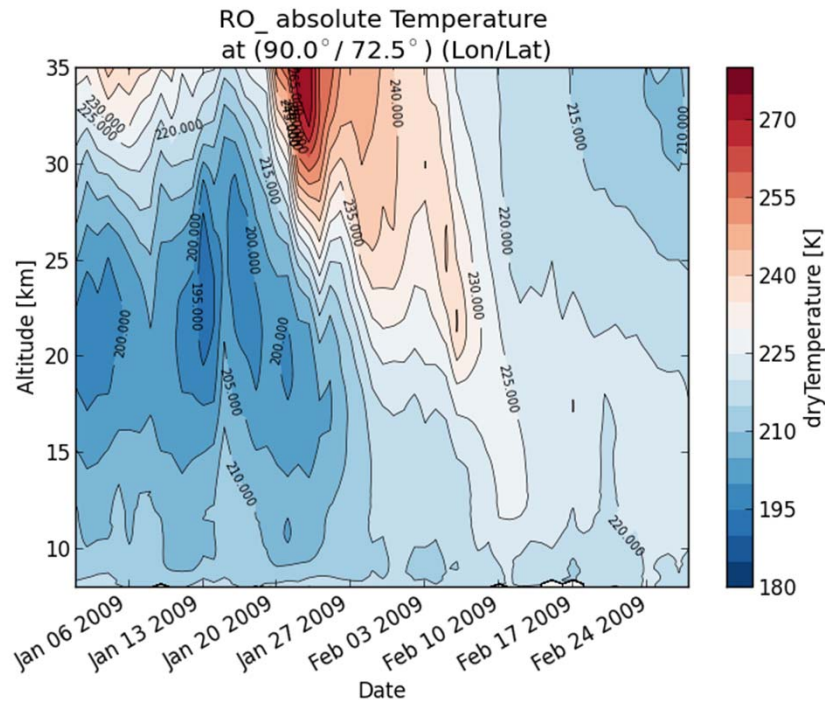 RO_ absolute Temperature
at (90.0°/ 72.5°) (Lon/Lat)
35
30
25
20
15
10
Altitude [km]
230.000
225.000
220.000
215.000
265.000
240.000
215.000
210.000
200.000
200.000
235.000
220.000
195.000
230.000
200.000
200.000
205.000
225.000
210.000
220.000
Jan 06 2009
Jan 13 2009
Jan 20 2009
Jan 27 2009
Feb 03 2009
Feb 10 2009
Feb 17 2009
Feb 24 2009
Date
270
255
240
225
210
195
180
dryTemperature [K]